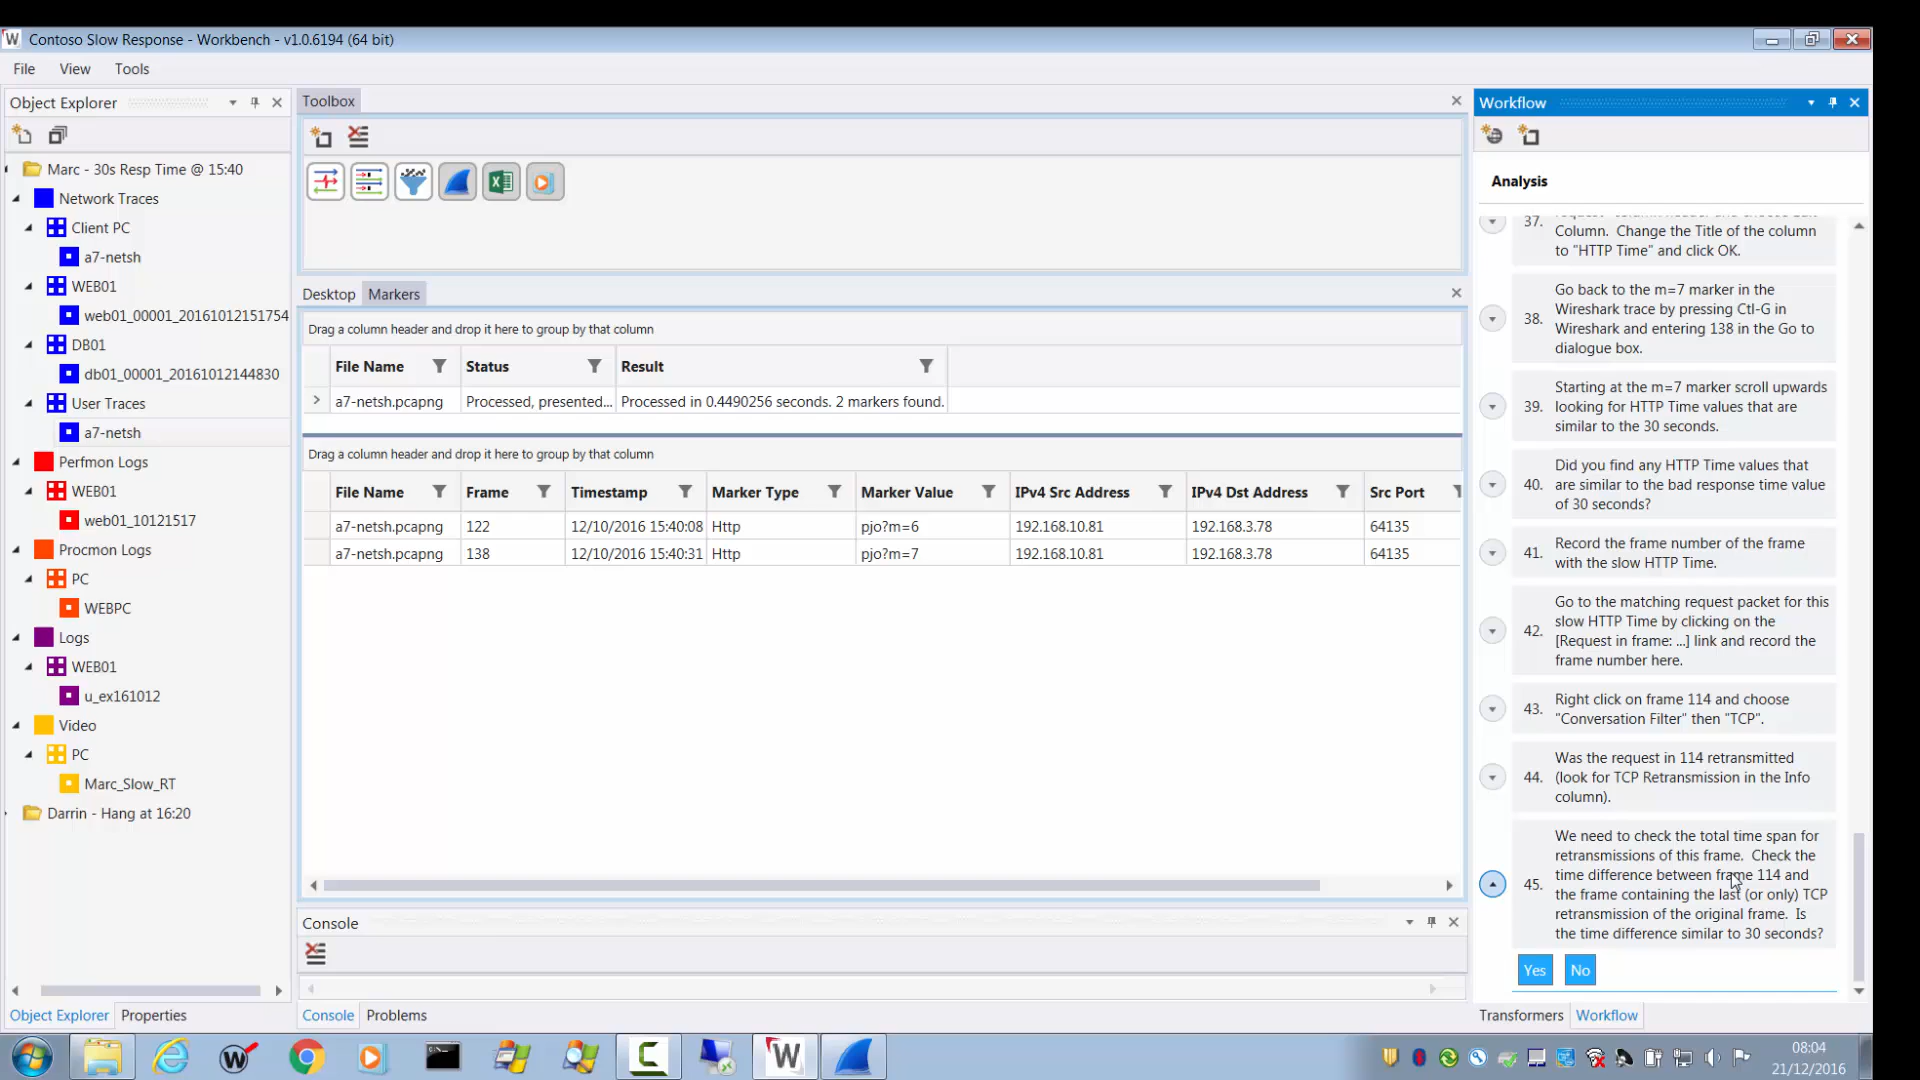 Contoso Slow Response - Workbench - v1.0.6194 (64 bit)
File View Tools
Object Explorer
Marc - 30s Resp Time @ 15:40
Network Traces
Client PC
a7-netsh
WEB01
web01_00001_20161012151754
DB01
db01_00001_20161012144830
User Traces
a7-netsh
Perfmon Logs
WEB01
web01_10121517
Procmon Logs
PC
WEBPC
Logs
WEB01
u_ex161012
Video
PC
Marc_Slow_RT
Darrin - Hang at 16:20
Object Explorer Properties
Toolbox
Desktop Markers
Drag a column header and drop it here to group by that column
File Name Status Result
a7-netsh.pcapng Processed, presented... Processed in 0.4490256 seconds. 2 markers found.
Drag a column header and drop it here to group by that column
File Name Frame Timestamp Marker Type Marker Value IPv4 Src Address IPv4 Dst Address Src Port
a7-netsh.pcapng 122 12/10/2016 15:40:08 Http pjo?m=6 192.168.10.81 192.168.3.78 64135
a7-netsh.pcapng 138 12/10/2016 15:40:31 Http pjo?m=7 192.168.10.81 192.168.3.78 64135
Console
Console Problems
Workflow
Analysis
37. Column. Change the Title of the column
to "HTTP Time" and click OK.
38. Go back to the m=7 marker in the
Wireshark trace by pressing Ctl-G in
Wireshark and entering 138 in the Go to
dialogue box.
39. Starting at the m=7 marker scroll upwards
looking for HTTP Time values that are
similar to the 30 seconds.
40. Did you find any HTTP Time values that
are similar to the bad response time value
of 30 seconds?
41. Record the frame number of the frame
with the slow HTTP Time.
42. Go to the matching request packet for this
slow HTTP Time by clicking on the
[Request in frame: ...] link and record the
frame number here.
43. Right click on frame 114 and choose
"Conversation Filter" then "TCP".
44. Was the request in 114 retransmitted
(look for TCP Retransmission in the Info
column).
45. We need to check the total time span for
retransmissions of this frame. Check the
time difference between frame 114 and
the frame containing the last (or only) TCP
retransmission of the original frame. Is
the time difference similar to 30 seconds?
Yes No
Transformers Workflow
08:04
21/12/2016